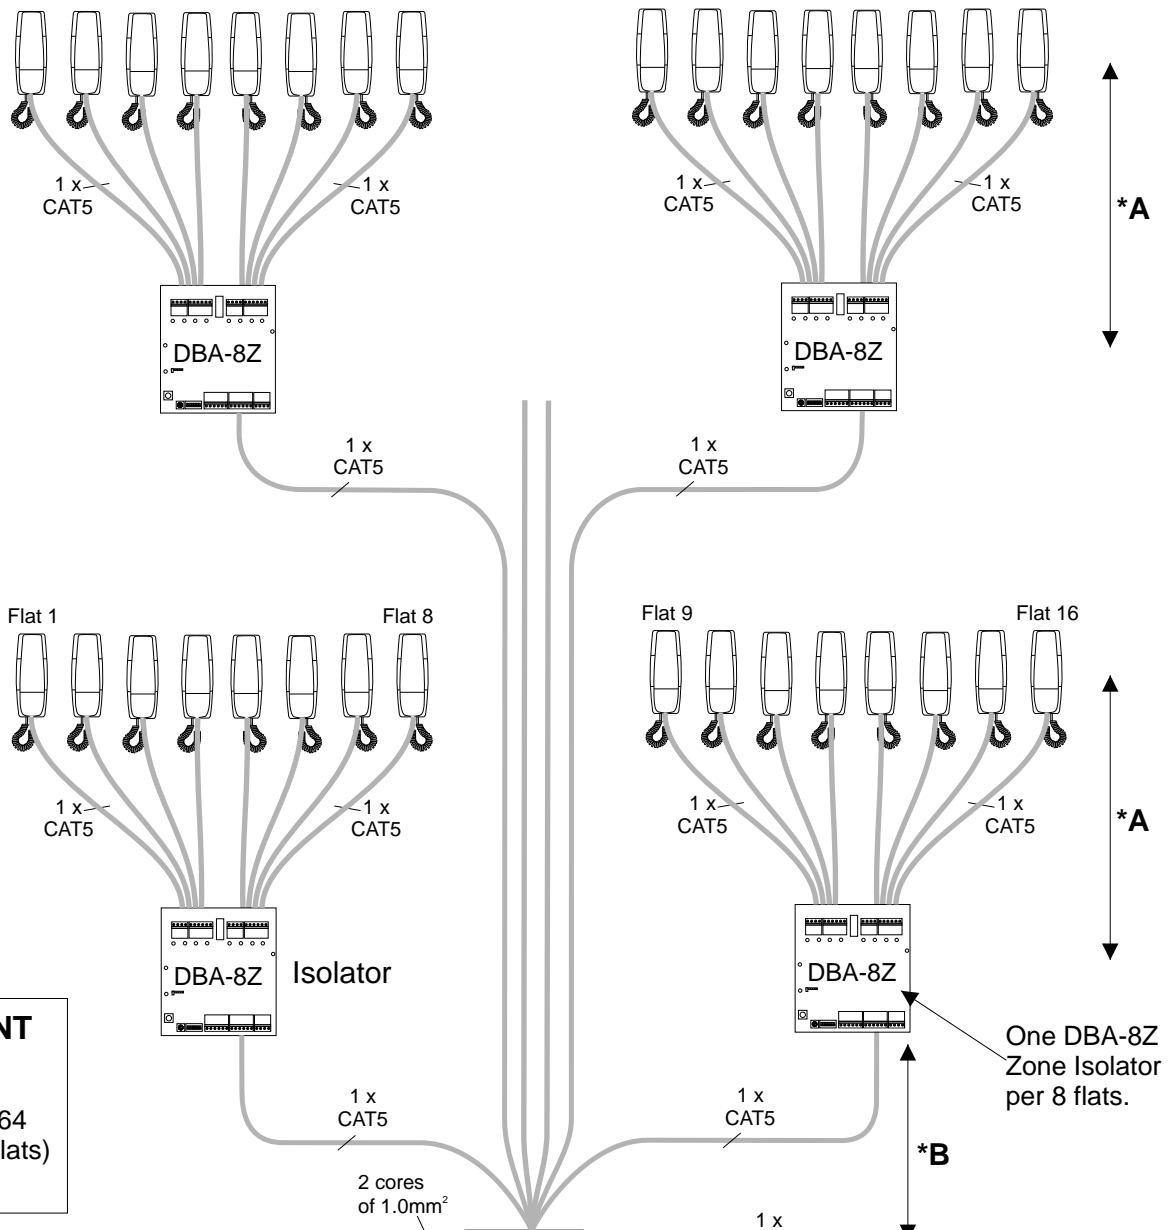 1 x
CAT5
1 x
CAT5
1 x
CAT5
1 x
CAT5
*A
DBA-8Z
DBA-8Z
1 x
CAT5
1 x
CAT5
Flat 1
Flat 8
Flat 9
Flat 16
1 x
CAT5
1 x
CAT5
1 x
CAT5
1 x
CAT5
*A
DBA-8Z
Isolator
DBA-8Z
One DBA-8Z
Zone Isolator
per 8 flats.
NT
64
lats)
1 x
CAT5
1 x
CAT5
*B
2 cores
of 1.0mm²
1 x